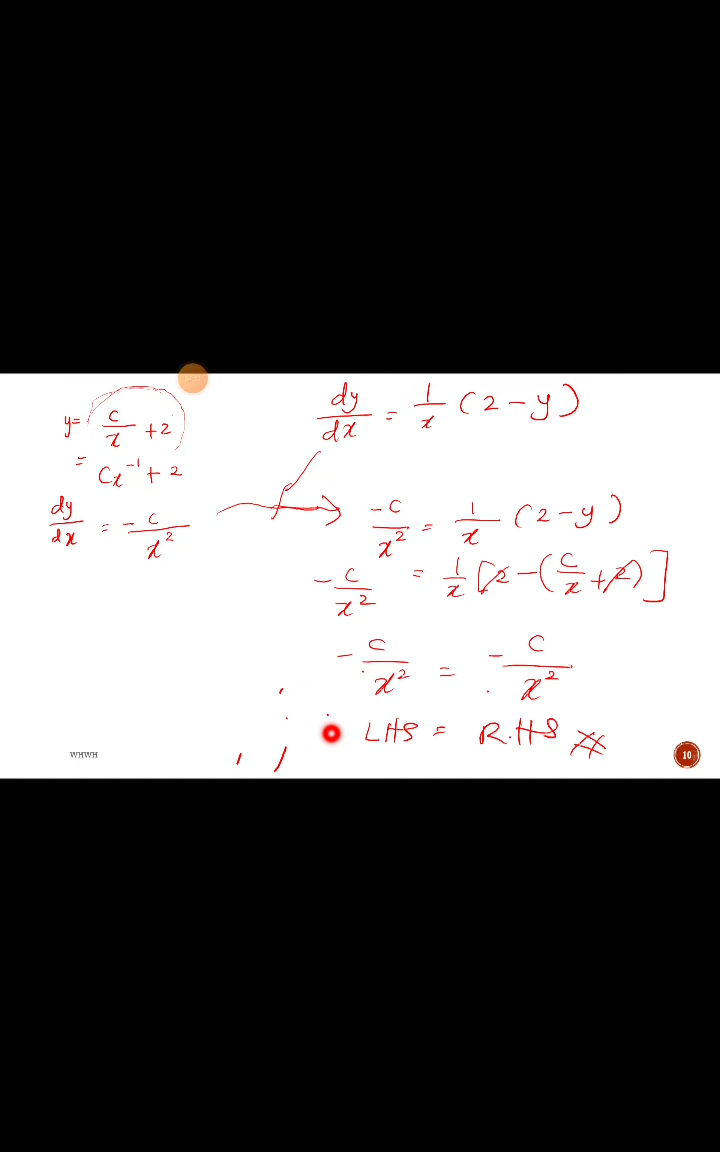 y = c/x + 2
= cx⁻¹ + 2
dy/dx = -c/x²
dy/dx = 1/x (2 - y)
-c/x² = 1/x (2 - y)
-c/x² = 1/x [2 - (c/x + 2)]
-c/x² = -c/x²
LHS = R.HS
WHWH
10